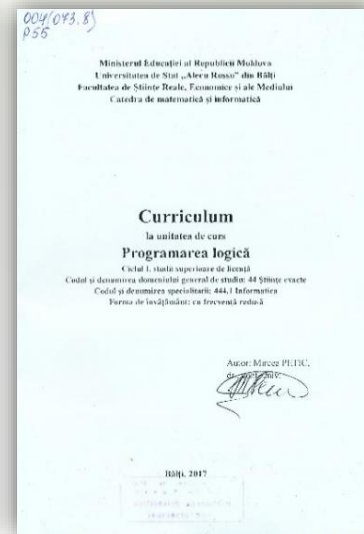 004(073.8)
P55
Ministerul Educației al Republicii Moldova
Universitatea de Stat „Alecu Russo” din Bălți
Facultatea de Științe Reale, Economice și ale Mediului
Catedra de matematică și informatică
Curriculum
la unitatea de curs
Programarea logică
Ciclul I, studii superioare de licență
Codul și denumirea domeniului general de studiu: 44 Științe exacte
Codul și denumirea specialității: 444.1 Informatica
Forma de învățământ: cu frecvență redusă
Autor: Mircea PETIC,
Bălți, 2017